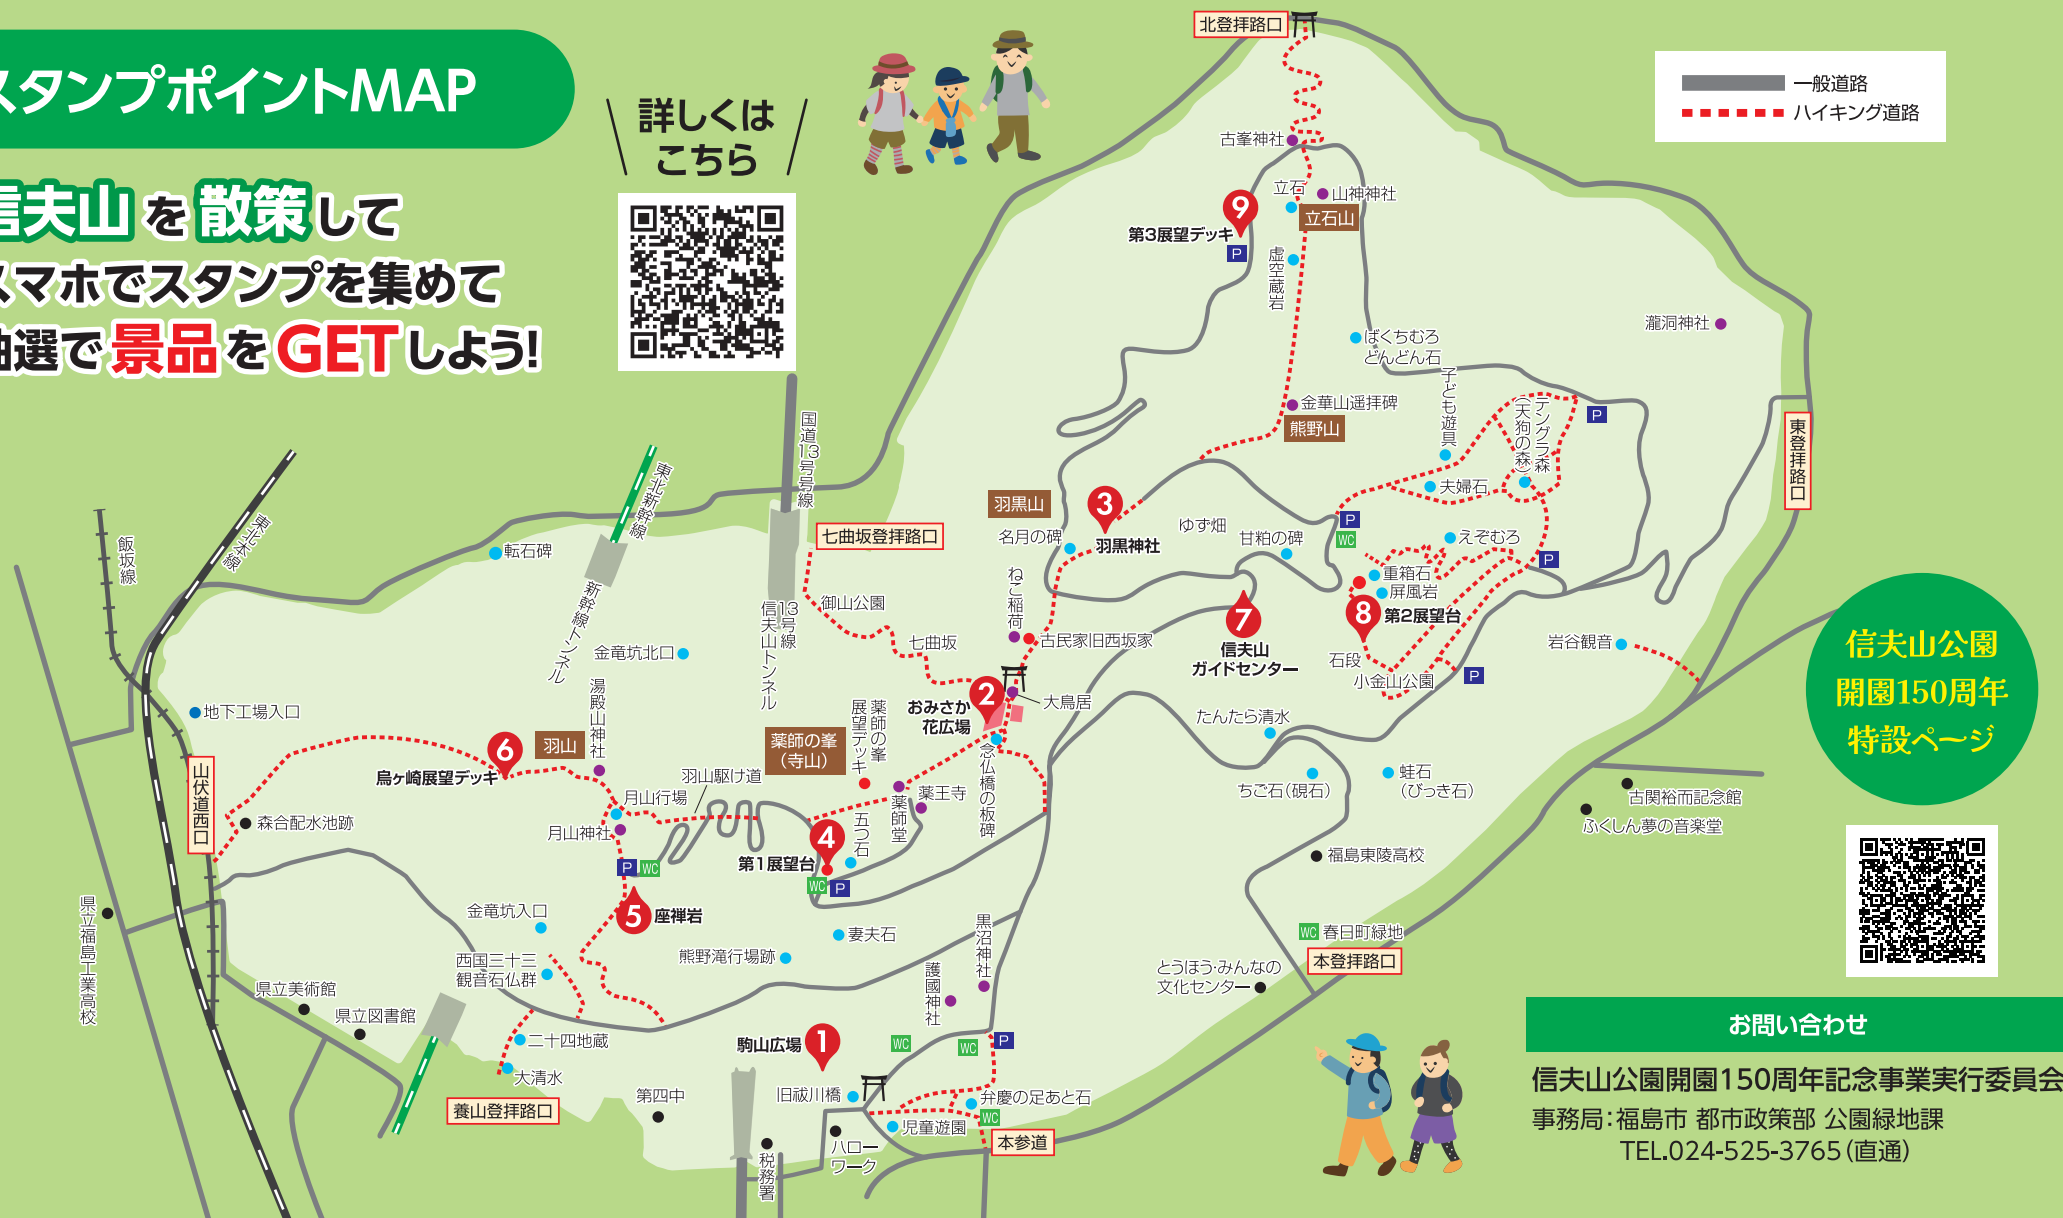 スタンプポイントMAP
信夫山を散策して
スマホでスタンプを集めて
抽選で景品をGETしよう!
詳しくは
こちら
北登拝路口
一般道路
ハイキング道路
古峯神社
立石
山神神社
立石山
9
第3展望デッキ
P
虚空蔵岩
ばくちむろ
どんどん石
瀧洞神社
子ども遊具
テングラ森
(天狗の森)
P
東登拝路口
金華山遥拝碑
熊野山
夫婦石
国道13号号線
東北新幹線
東北本線
飯坂線
転石碑
新幹線トンネル
七曲坂登拝路口
羽黒山
3
名月の碑
羽黒神社
ゆず畑
甘粕の碑
P
WC
えぞむろ
P
重箱石
屏風岩
8
第2展望台
ねこ稲荷
13号線
信夫山トンネル
御山公園
七曲坂
古民家旧西坂家
7
信夫山
ガイドセンター
石段
小金山公園
P
岩谷観音
信夫山公園
開園150周年
特設ページ
金竜坑北口
湯殿山神社
地下工場入口
2
おみさか
花広場
大鳥居
たんたら清水
薬師の峯
展望デッキ
薬師の峯
(寺山)
6
羽山
烏ヶ崎展望デッキ
山伏道西口
羽山駆け道
月山行場
月山神社
森合配水池跡
念仏橋の板碑
薬王寺
薬師堂
五つ石
4
第1展望台
WC
P
ちご石(硯石)
蛙石
(びっき石)
古関裕而記念館
ふくしん夢の音楽堂
福島東陵高校
P
WC
5
座禅岩
県立福島工業高校
金竜坑入口
西国三十三
観音石仏群
妻夫石
熊野滝行場跡
黒沼神社
護國神社
WC
春日町緑地
本登拝路口
とうほう・みんなの
文化センター
県立美術館
県立図書館
1
駒山広場
WC
WC
P
お問い合わせ
信夫山公園開園150周年記念事業実行委員会
事務局:福島市 都市政策部 公園緑地課
TEL.024-525-3765(直通)
二十四地蔵
大清水
養山登拝路口
第四中
旧祓川橋
弁慶の足あと石
WC
児童遊園
本参道
税務署
ハロー
ワーク